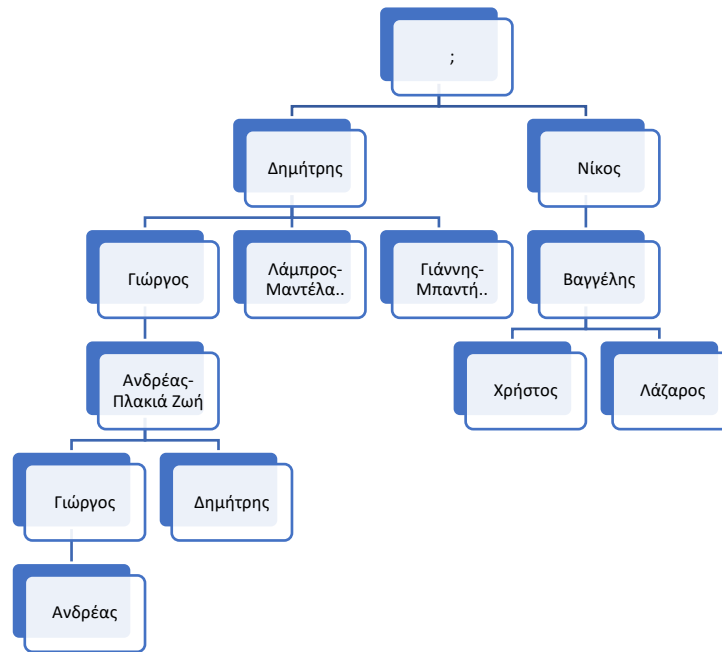 ;
Δημήτρης
Νίκος
Γιώργος
Λάμπρος-
Μαντέλα..
Γιάννης-
Μπαντή..
Βαγγέλης
Ανδρέας-
Πλακιά Ζωή
Χρήστος
Λάζαρος
Γιώργος
Δημήτρης
Ανδρέας